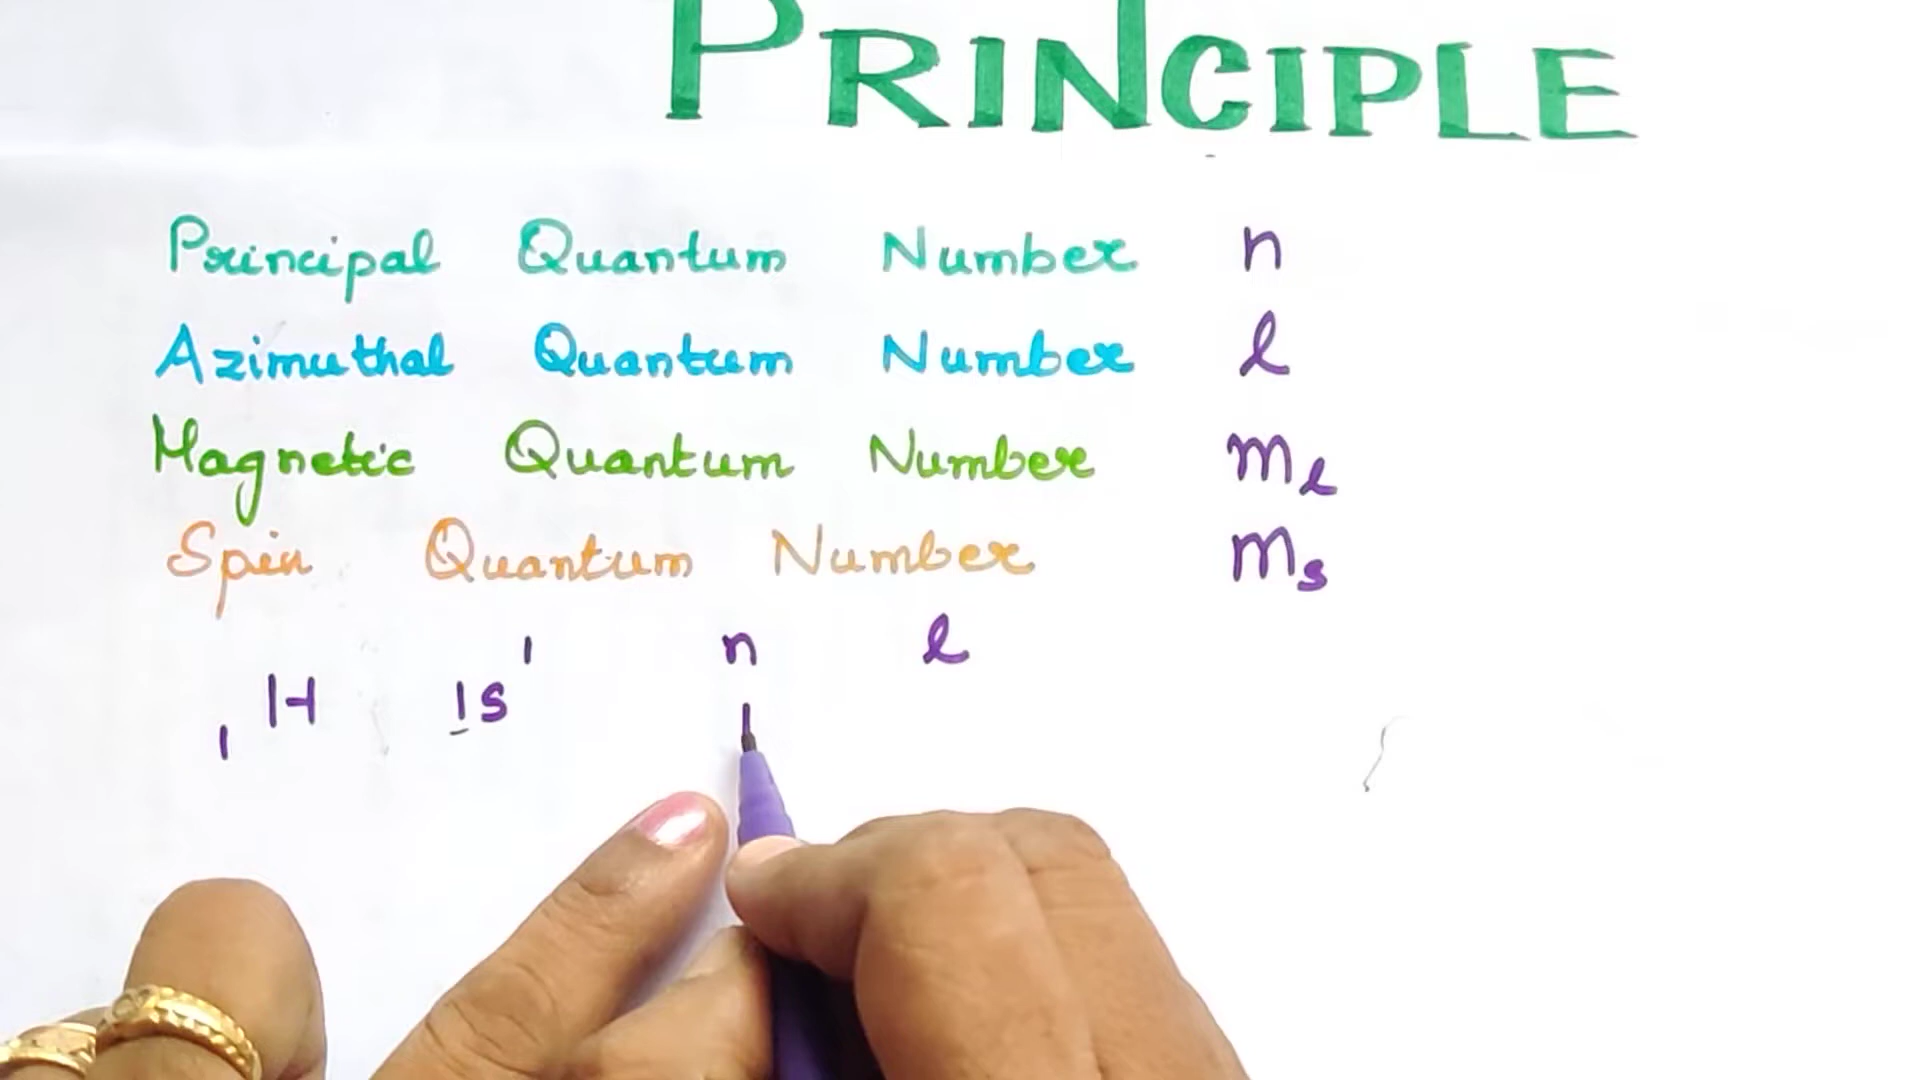 PRINCIPLE
Principal Quantum Number n
Azimuthal Quantum Number l
Magnetic Quantum Number ml
Spin Quantum Number ms
n l
1H 1s1 1